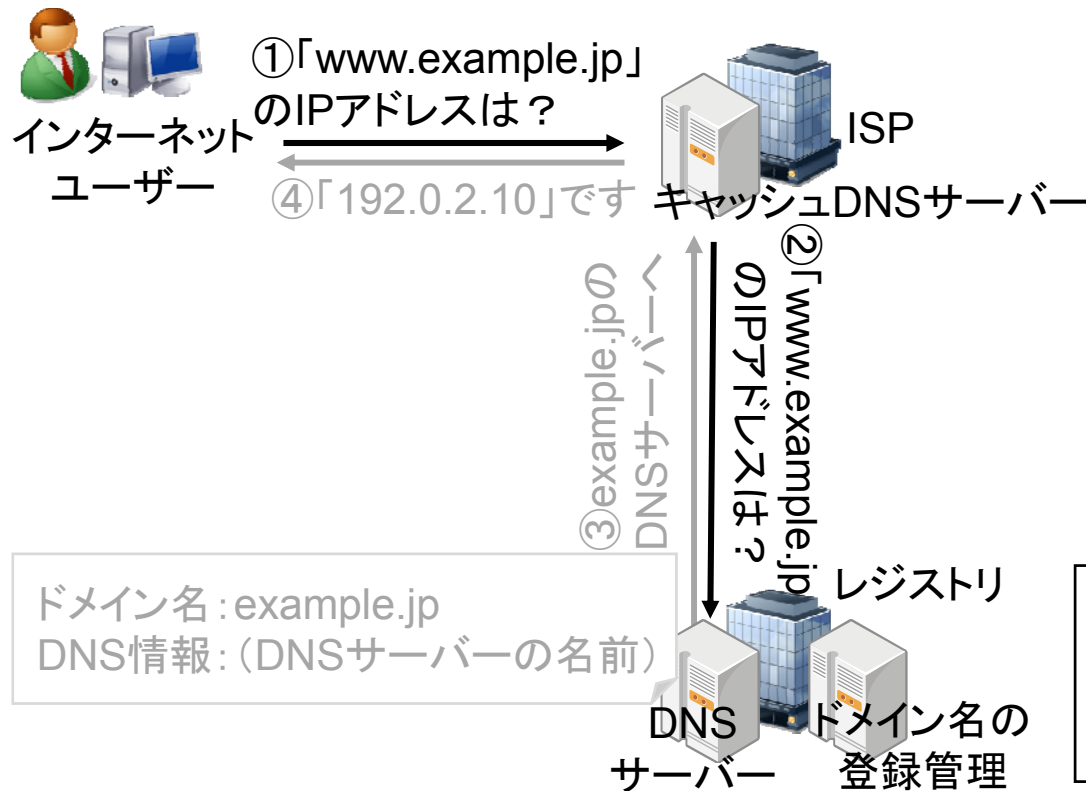 ①「www.example.jp」
のIPアドレスは？
インターネット
ユーザー
④「192.0.2.10」です
ISP
キャッシュDNSサーバー
②「www.example.jp
のIPアドレスは？
③example.jpの
DNSサーバーへ
ドメイン名：example.jp
DNS情報：（DNSサーバーの名前）
レジストリ
DNS
サーバー
ドメイン名の
登録管理